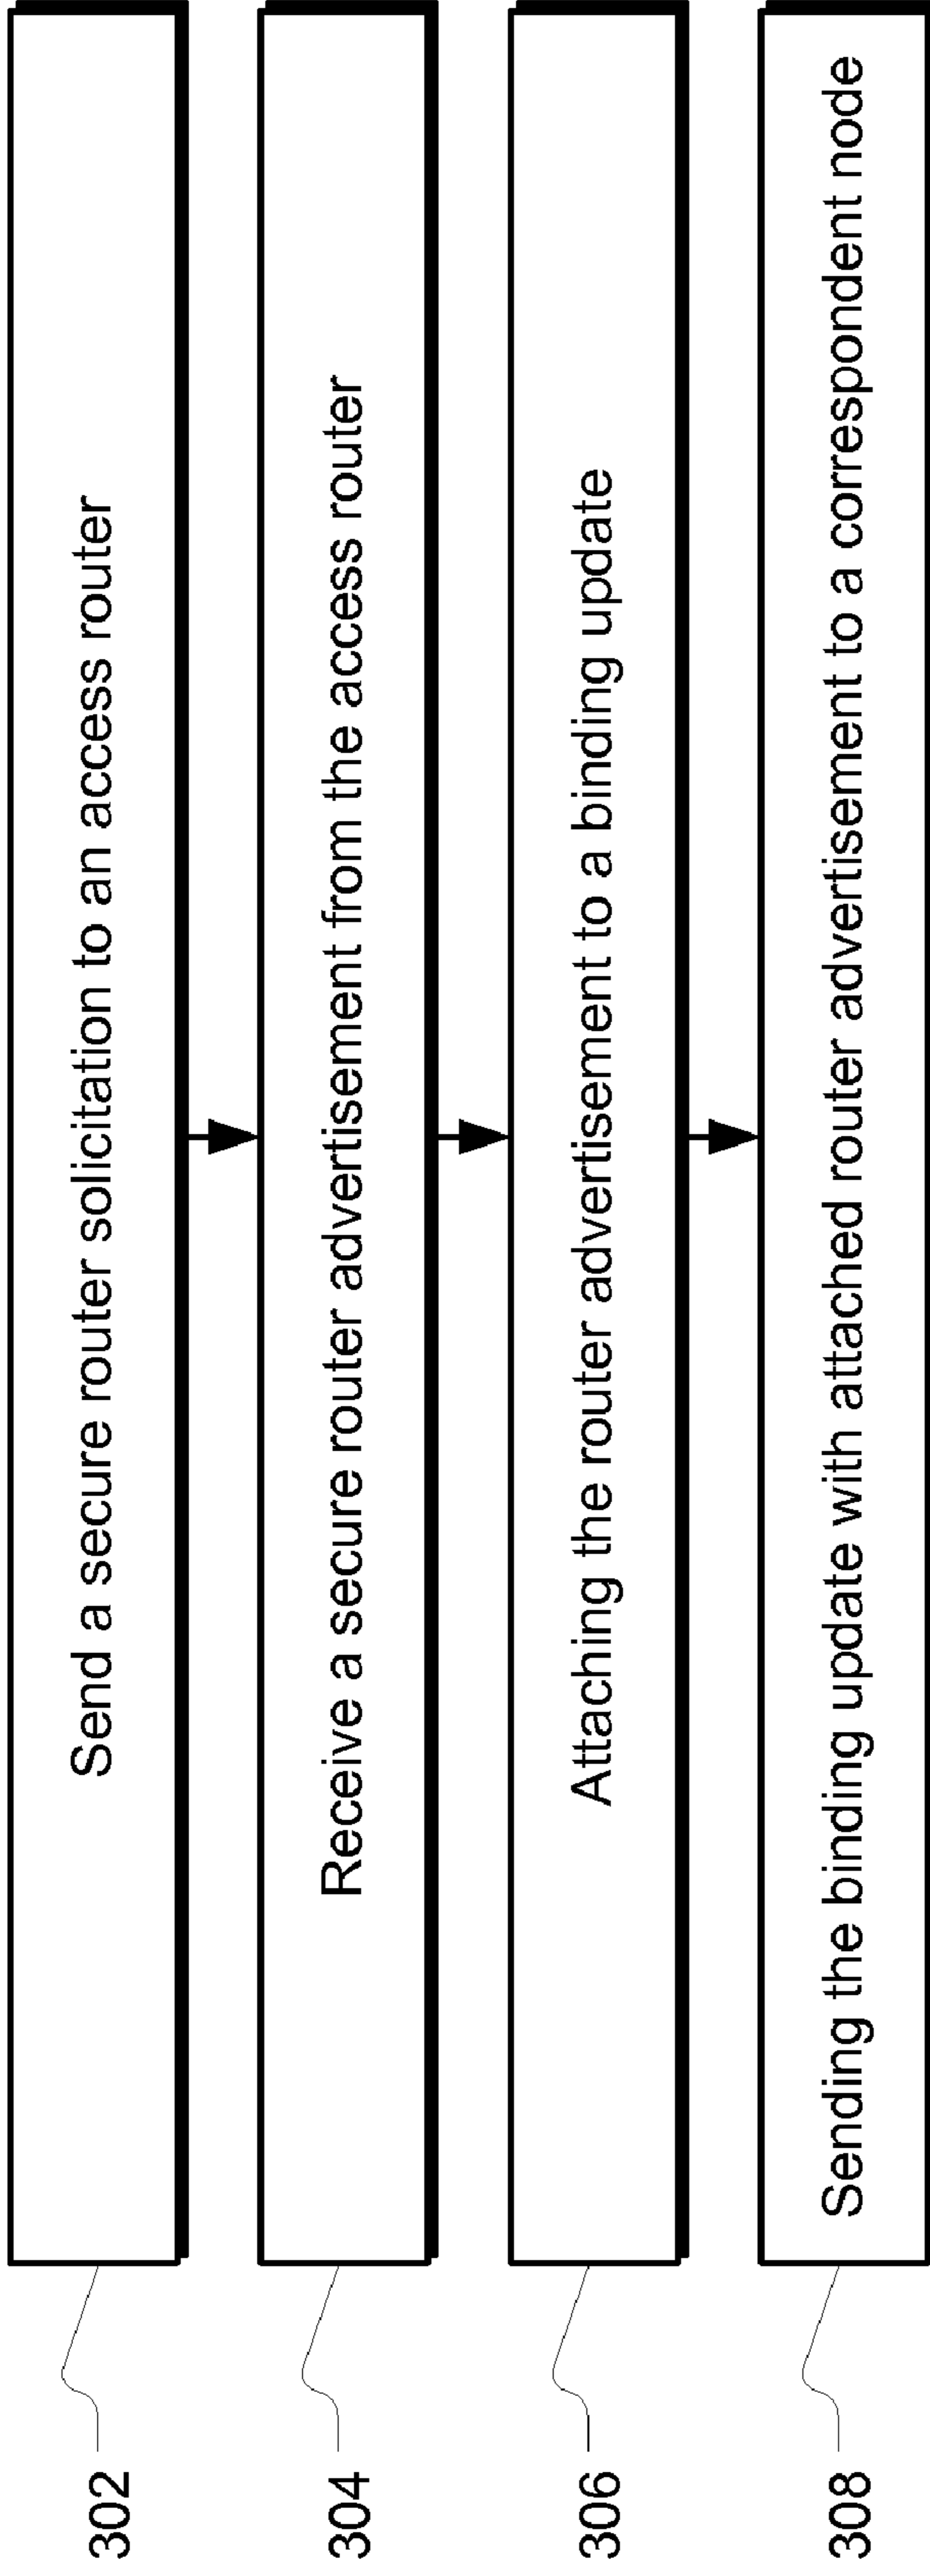 302
Send a secure router solicitation to an access router
304
Receive a secure router advertisement from the access router
306
Attaching the router advertisement to a binding update
308
Sending the binding update with attached router advertisement to a correspondent node